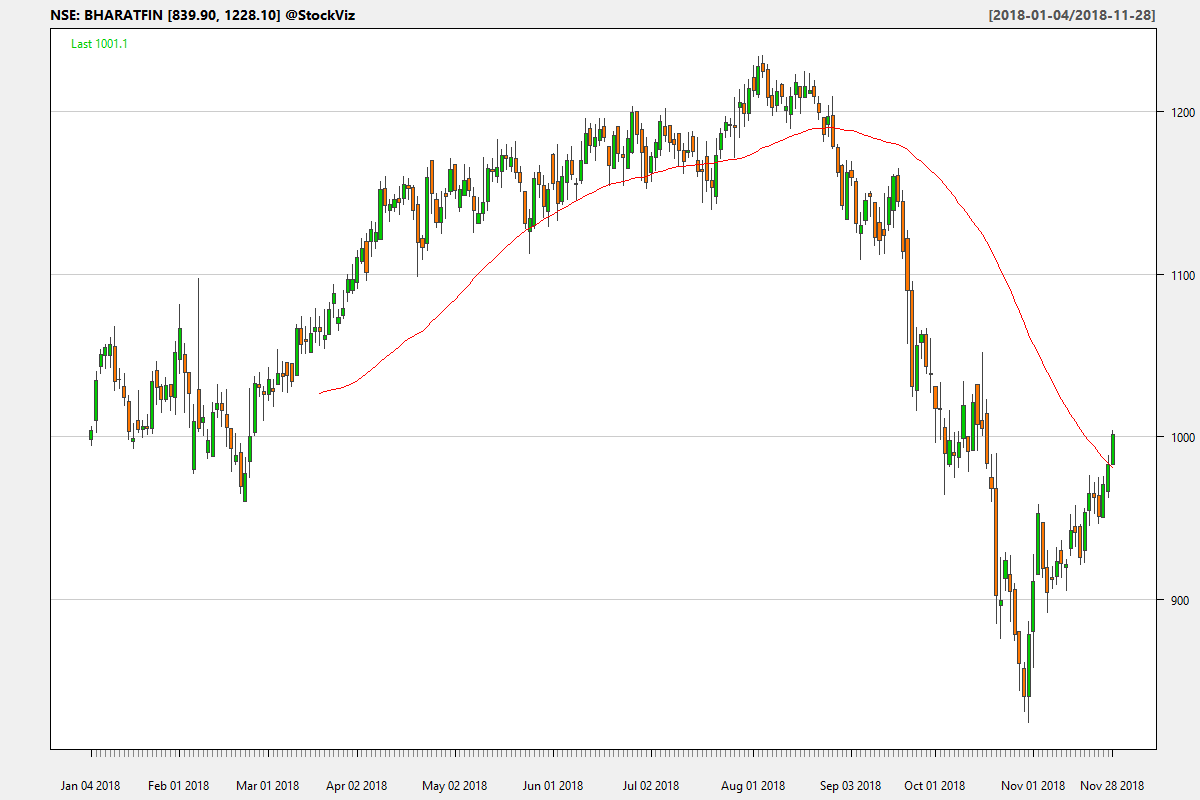 NSE: BHARATFIN [839.90, 1228.10] @StockViz [2018-01-04/2018-11-28]
Last 1001.1
1200
1100
1000
900
Jan 04 2018 Feb 01 2018 Mar 01 2018 Apr 02 2018 May 02 2018 Jun 01 2018 Jul 02 2018 Aug 01 2018 Sep 03 2018 Oct 01 2018 Nov 01 2018 Nov 28 2018